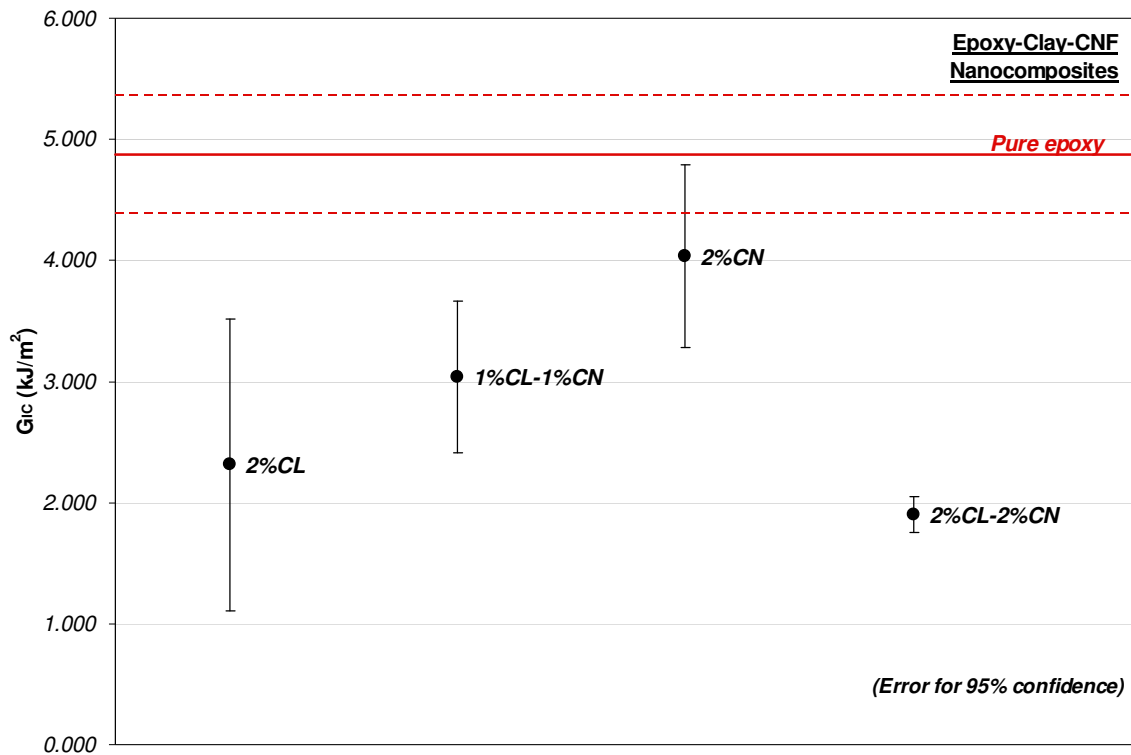 6.000
Epoxy-Clay-CNF
Nanocomposites
5.000
Pure epoxy
4.000
2%CN
GIC (kJ/m²)
3.000
1%CL-1%CN
2%CL
2.000
2%CL-2%CN
1.000
(Error for 95% confidence)
0.000